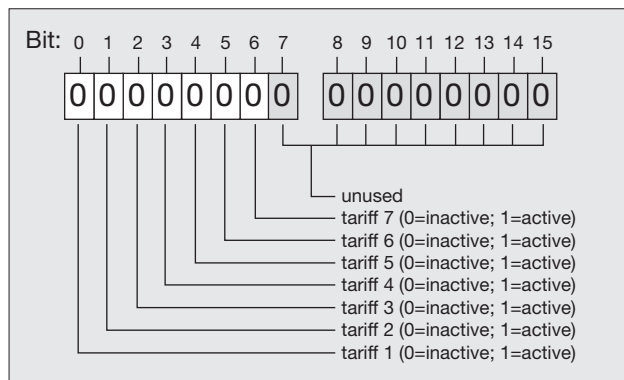 Bit: 0 1 2 3 4 5 6 7 8 9 10 11 12 13 14 15
0 0 0 0 0 0 0 0 0 0 0 0 0 0 0 0
unused
tariff 7 (0=inactive; 1=active)
tariff 6 (0=inactive; 1=active)
tariff 5 (0=inactive; 1=active)
tariff 4 (0=inactive; 1=active)
tariff 3 (0=inactive; 1=active)
tariff 2 (0=inactive; 1=active)
tariff 1 (0=inactive; 1=active)